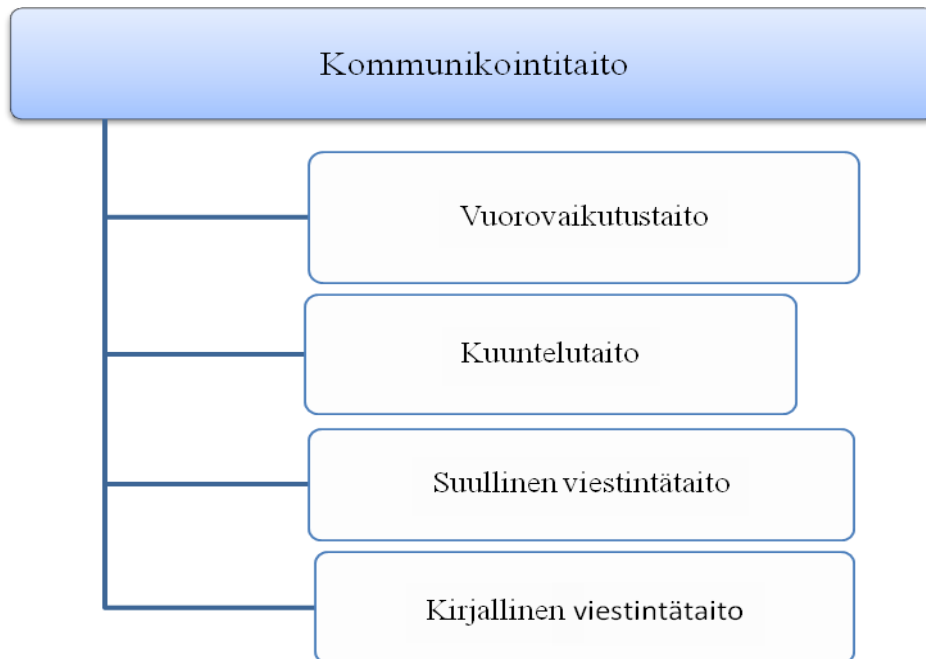 Kommunikointitaito
Vuorovaikutustaito
Kuuntelutaito
Suullinen viestintätaito
Kirjallinen viestintätaito